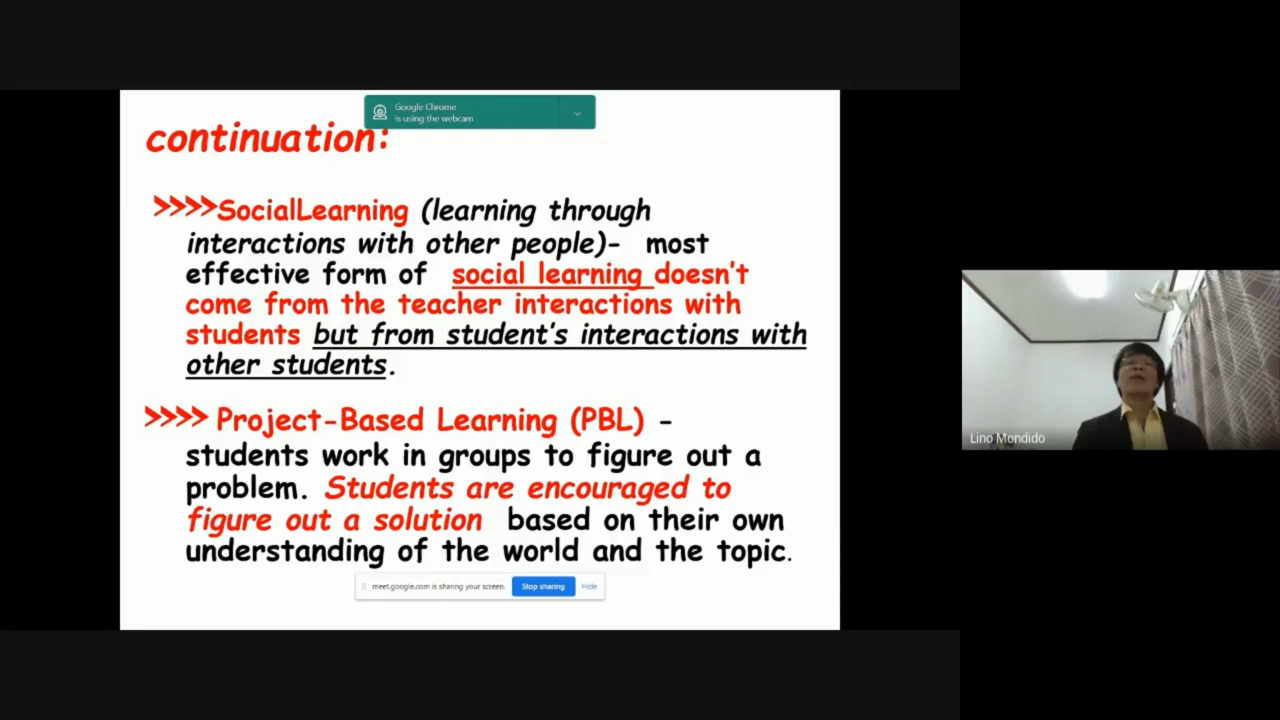 Google Chrome
is using the webcam
continuation:
>>>>SocialLearning (learning through
interactions with other people)- most
effective form of social learning doesn't
come from the teacher interactions with
students but from student's interactions with
other students.
>>>> Project-Based Learning (PBL) -
students work in groups to figure out a
problem. Students are encouraged to
figure out a solution based on their own
understanding of the world and the topic.
meet.google.com is sharing your screen. Stop sharing Hide
Lino Mondido